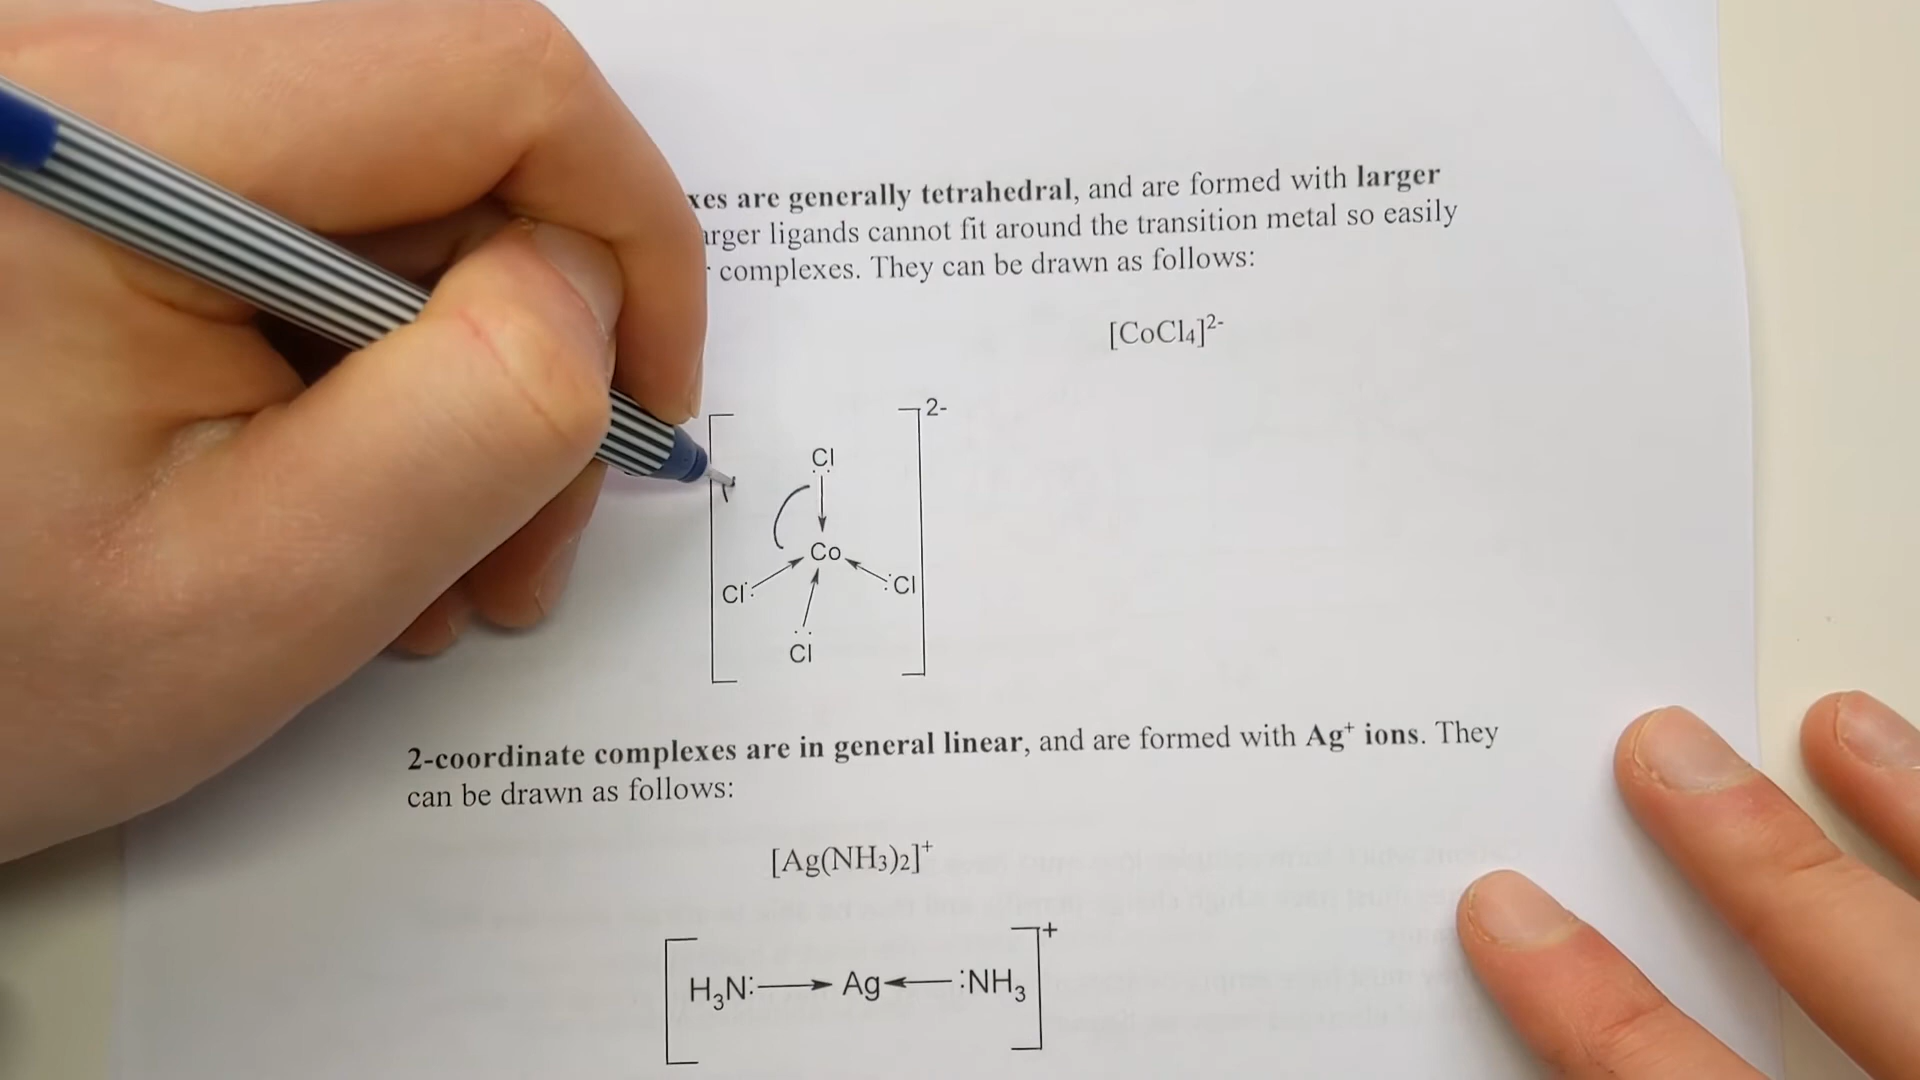 xes are generally tetrahedral, and are formed with larger
ligands cannot fit around the transition metal so easily
complexes. They can be drawn as follows:
[CoCl4]2-
2-
Cl
Co
Cl: :Cl
Cl
2-coordinate complexes are in general linear, and are formed with Ag+ ions. They
can be drawn as follows:
[Ag(NH3)2]+
+
H3N: Ag :NH3